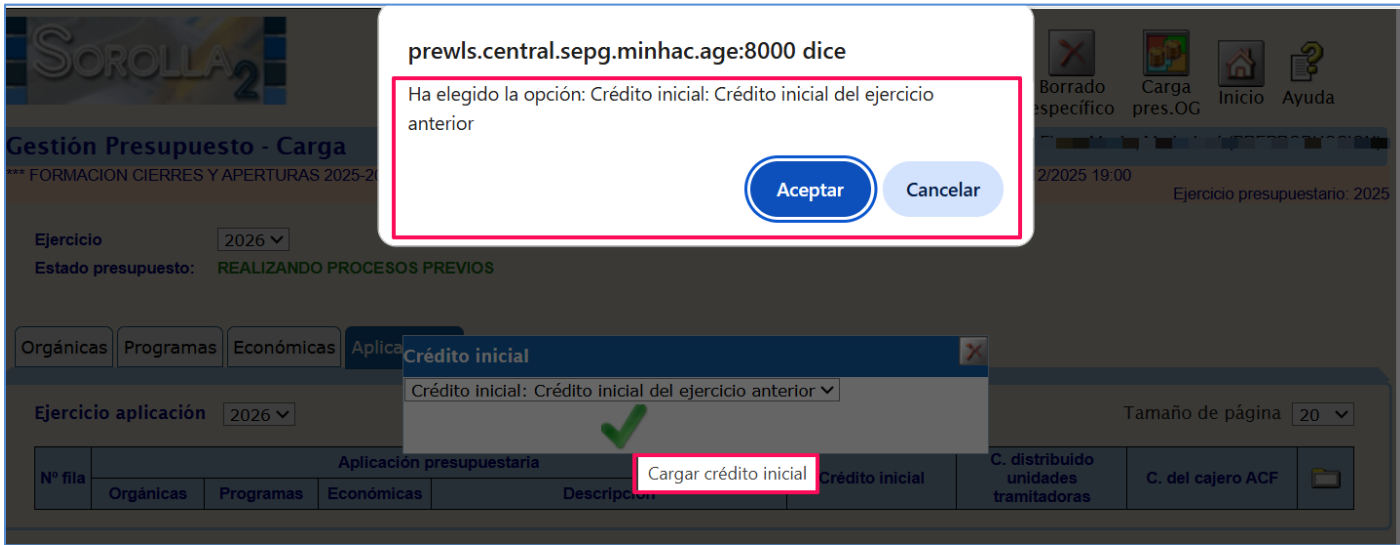 SOROLLA2
prewls.central.sepg.minhac.age:8000 dice
Ha elegido la opción: Crédito inicial: Crédito inicial del ejercicio
anterior
Aceptar
Cancelar
Borrado
específico
Carga
pres.OG
Inicio
Ayuda
Gestión Presupuesto - Carga
*** FORMACION CIERRES Y APERTURAS 2025-20
2/2025 19:00
Ejercicio presupuestario: 2025
Ejercicio
2026
Estado presupuesto:
REALIZANDO PROCESOS PREVIOS
Orgánicas
Programas
Económicas
Aplica
Crédito inicial
Crédito inicial: Crédito inicial del ejercicio anterior
Cargar crédito inicial
Ejercicio aplicación
2026
Tamaño de página
20
Nº fila
Aplicación presupuestaria
Orgánicas
Programas
Económicas
Descripción
Crédito inicial
C. distribuido
unidades
tramitadoras
C. del cajero ACF